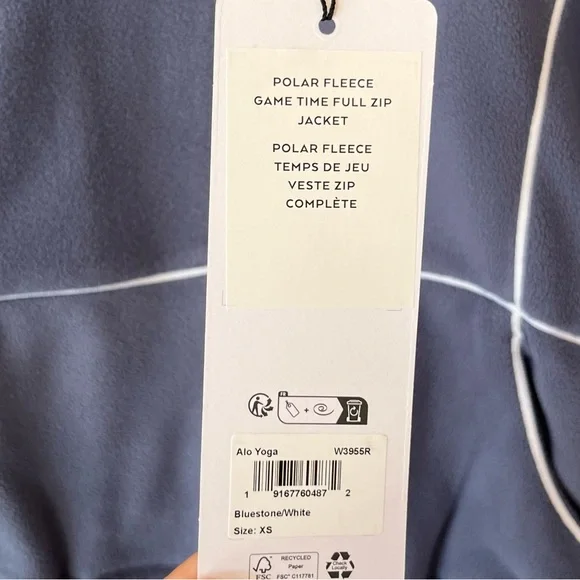 POLAR FLEECE
GAME TIME FULL ZIP
JACKET
POLAR FLEECE
TEMPS DE JEU
VESTE ZIP
COMPLÈTE
FR
+
Alo Yoga W3955R
1 9167760487 2
Bluestone/White
Size: XS
FSC
RECYCLED
Paper
FSC® C117781
Check
Locally